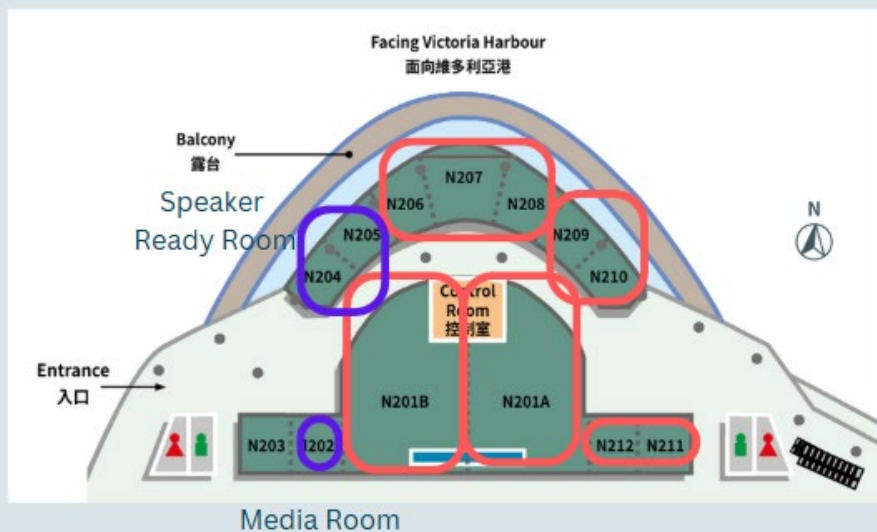 Facing Victoria Harbour
面向維多利亞港
Balcony
露台
Speaker
Ready Room
N207
N206
N208
N205
N209
N204
N210
N
Control
Room
控制室
Entrance
入口
N201B
N201A
N203
N202
N212
N211
Media Room